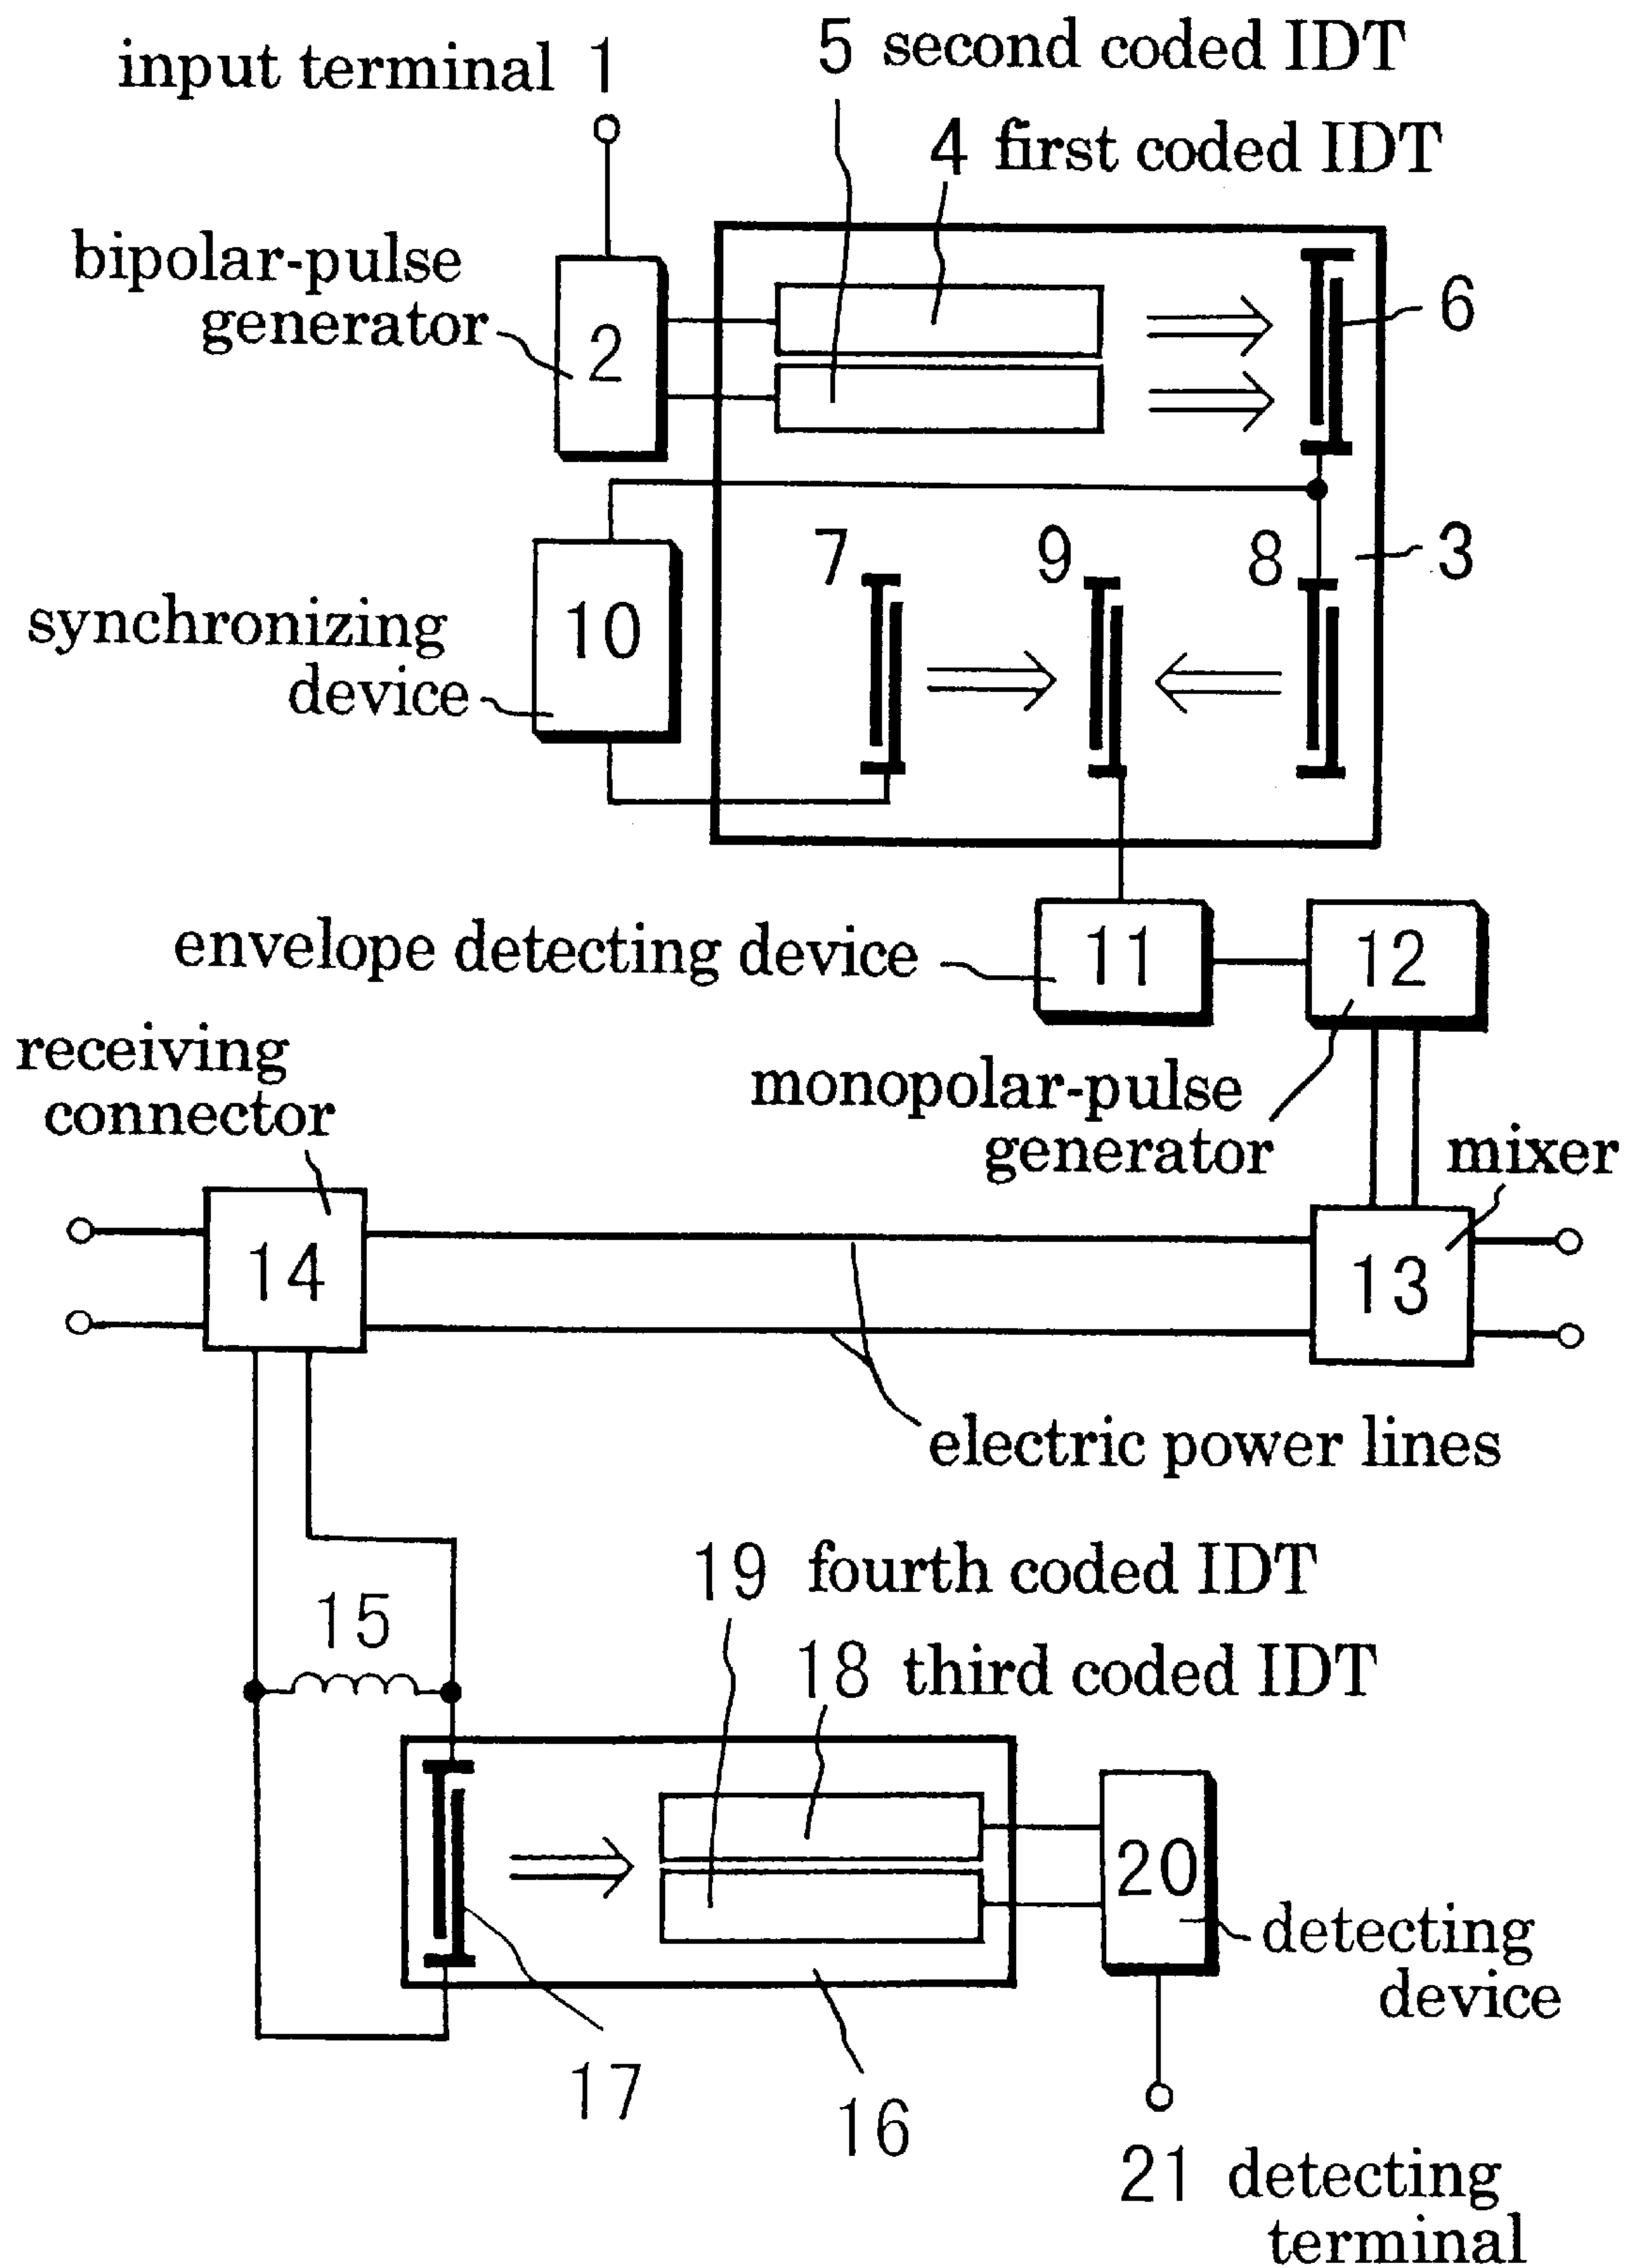 5 second coded IDT
input terminal 1
4 first coded IDT
bipolar-pulse
generator
2
6
7
9
8
3
10
synchronizing
device
envelope detecting device
11
12
receiving
connector
monopolar-pulse
generator
mixer
14
13
electric power lines
19 fourth coded IDT
15
18 third coded IDT
20
detecting
device
17
16
21 detecting
terminal